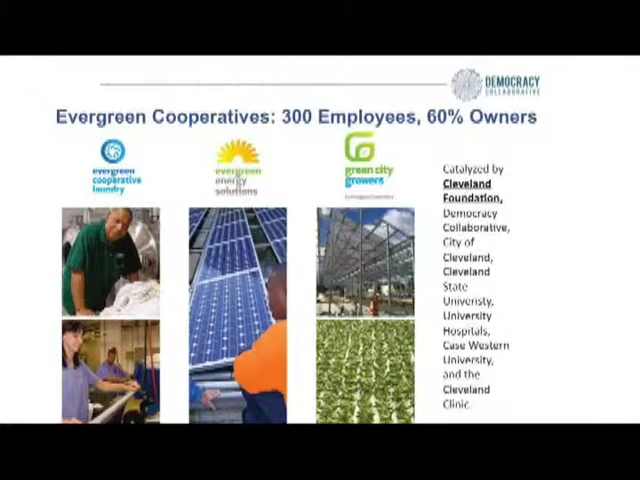 DEMOCRACY
COLLABORATIVE
Evergreen Cooperatives: 300 Employees, 60% Owners
evergreen
cooperative
laundry
evergreen
energy
solutions
green city
growers
Catalyzed by
Cleveland
Foundation,
Democracy
Collaborative,
City of
Cleveland,
Cleveland
State
Univeristy,
University
Hospitals,
Case Western
University,
and the
Cleveland
Clinic.